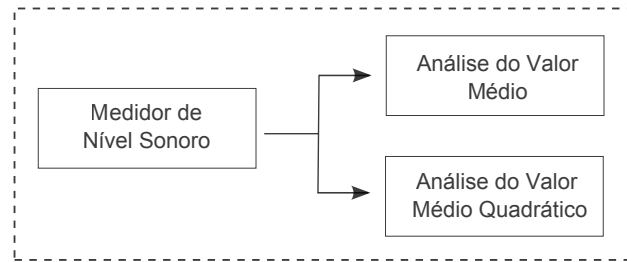 Medidor de
Nível Sonoro
Análise do Valor
Médio
Análise do Valor
Médio Quadrático